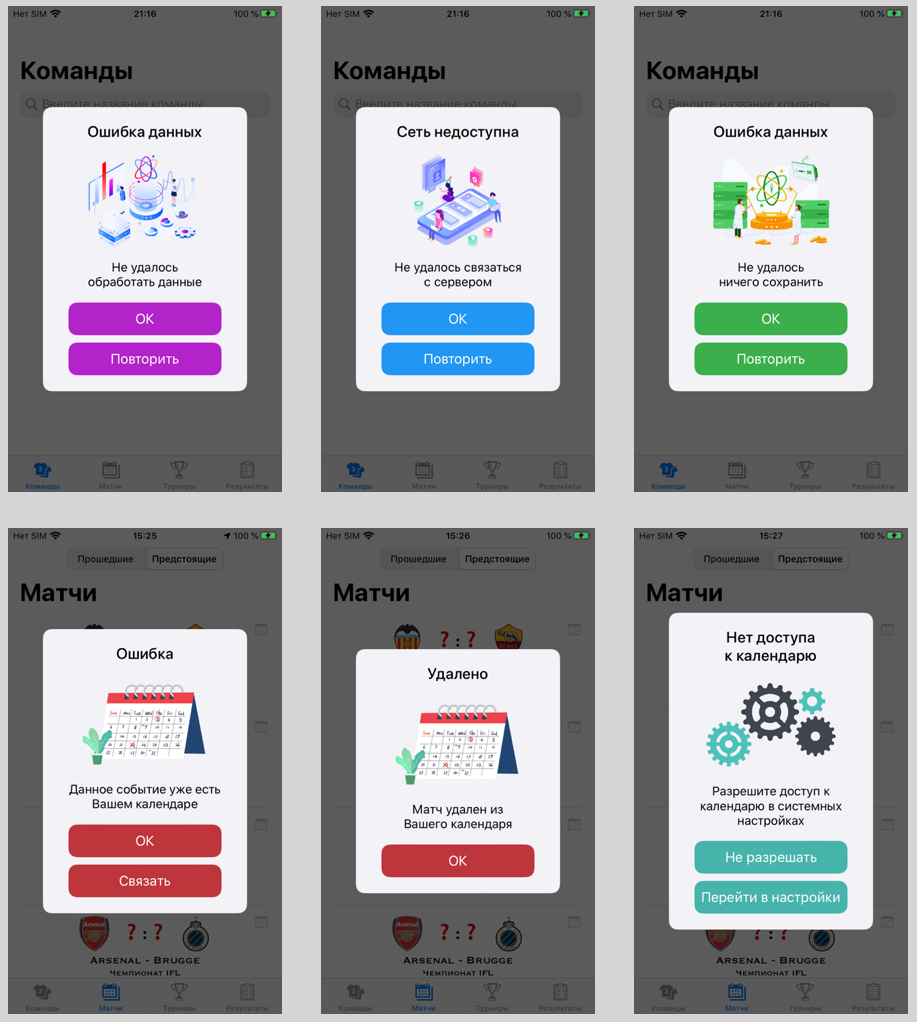 Нет SIM 21:16 100 %
Команды
Введите название команды
Ошибка данных
Не удалось
обработать данные
OK
Повторить
Команды Матчи Турниры Результаты
Нет SIM 21:16 100 %
Команды
Введите название команды
Сеть недоступна
Не удалось связаться
с сервером
OK
Повторить
Команды Матчи Турниры Результаты
Нет SIM 21:16 100 %
Команды
Введите название команды
Ошибка данных
Не удалось
ничего сохранить
OK
Повторить
Команды Матчи Турниры Результаты
Нет SIM 15:25 100 %
Прошедшие Предстоящие
Матчи
Ошибка
Данное событие уже есть
Вашем календаре
OK
Связать
Arsenal
? : ?
ARSENAL - BRUGGE
ЧЕМПИОНАТ IFL
Команды Матчи Турниры Результаты
Нет SIM 15:26 100 %
Прошедшие Предстоящие
Матчи
? : ?
Удалено
Матч удален из
Вашего календаря
OK
Arsenal
? : ?
ARSENAL - BRUGGE
ЧЕМПИОНАТ IFL
Команды Матчи Турниры Результаты
Нет SIM 15:27 100 %
Прошедшие Предстоящие
Матчи
Нет доступа
к календарю
Разрешите доступ к
календарю в системных
настройках
Не разрешать
Перейти в настройки
? : ?
ARSENAL - BRUGGE
ЧЕМПИОНАТ IFL
Команды Матчи Турниры Результаты